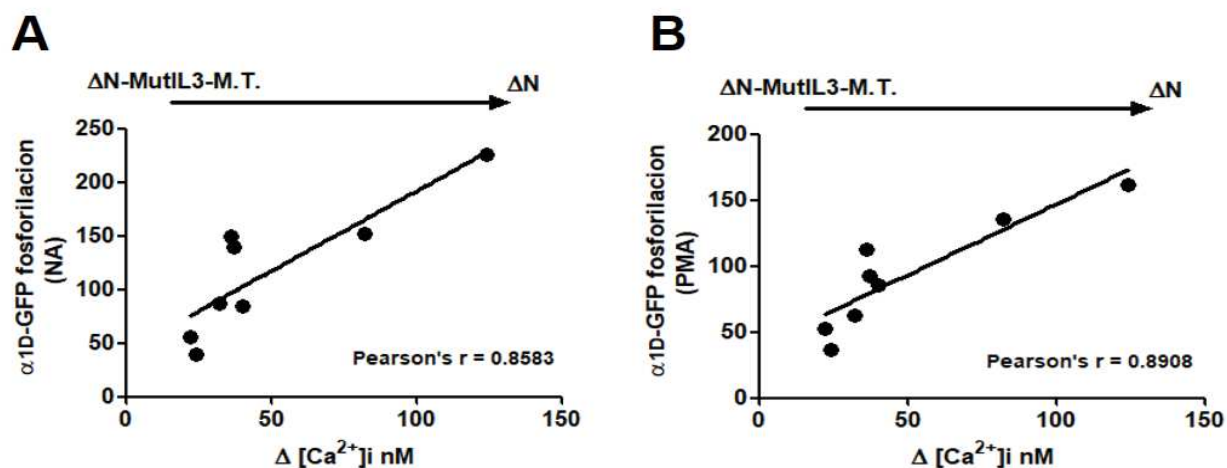 A
ΔN-MutIL3-M.T.
ΔN
α1D-GFP fosforilacion
(NA)
250
200
150
100
50
0
Pearson's r = 0.8583
0
50
100
150
Δ [Ca²⁺]i nM
B
ΔN-MutIL3-M.T.
ΔN
α1D-GFP fosforilacion
(PMA)
200
150
100
50
0
Pearson's r = 0.8908
0
50
100
150
Δ [Ca²⁺]i nM